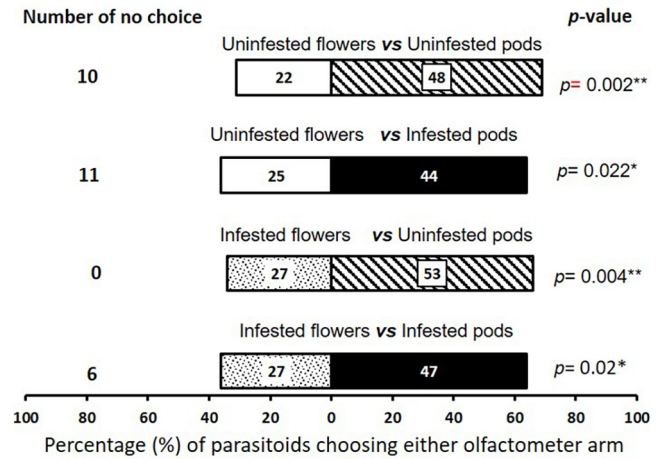 Number of no choice
p-value
Uninfested flowers vs Uninfested pods
10
22
48
p= 0.002**
Uninfested flowers vs Infested pods
11
25
44
p= 0.022*
Infested flowers vs Uninfested pods
0
27
53
p= 0.004**
Infested flowers vs Infested pods
6
27
47
p= 0.02*
100 80 60 40 20 0 20 40 60 80 100
Percentage (%) of parasitoids choosing either olfactometer arm